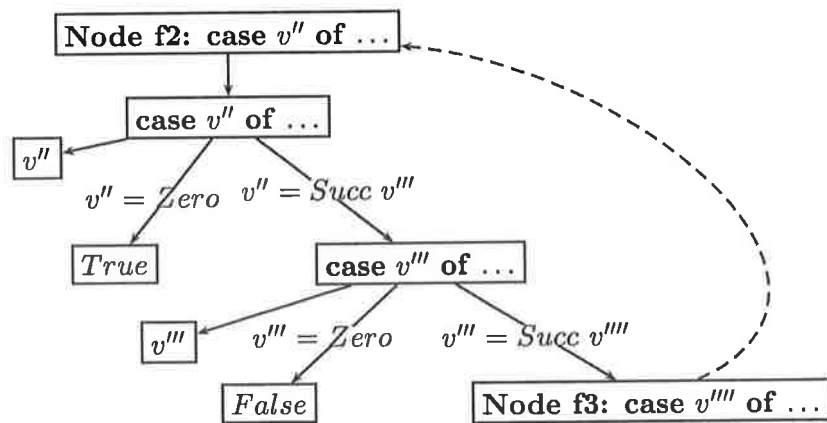 Node f2: case v'' of ...
case v'' of ...
v''
v'' = Zero
v'' = Succ v'''
True
case v''' of ...
v'''
v''' = Zero
v''' = Succ v''''
False
Node f3: case v'''' of ...